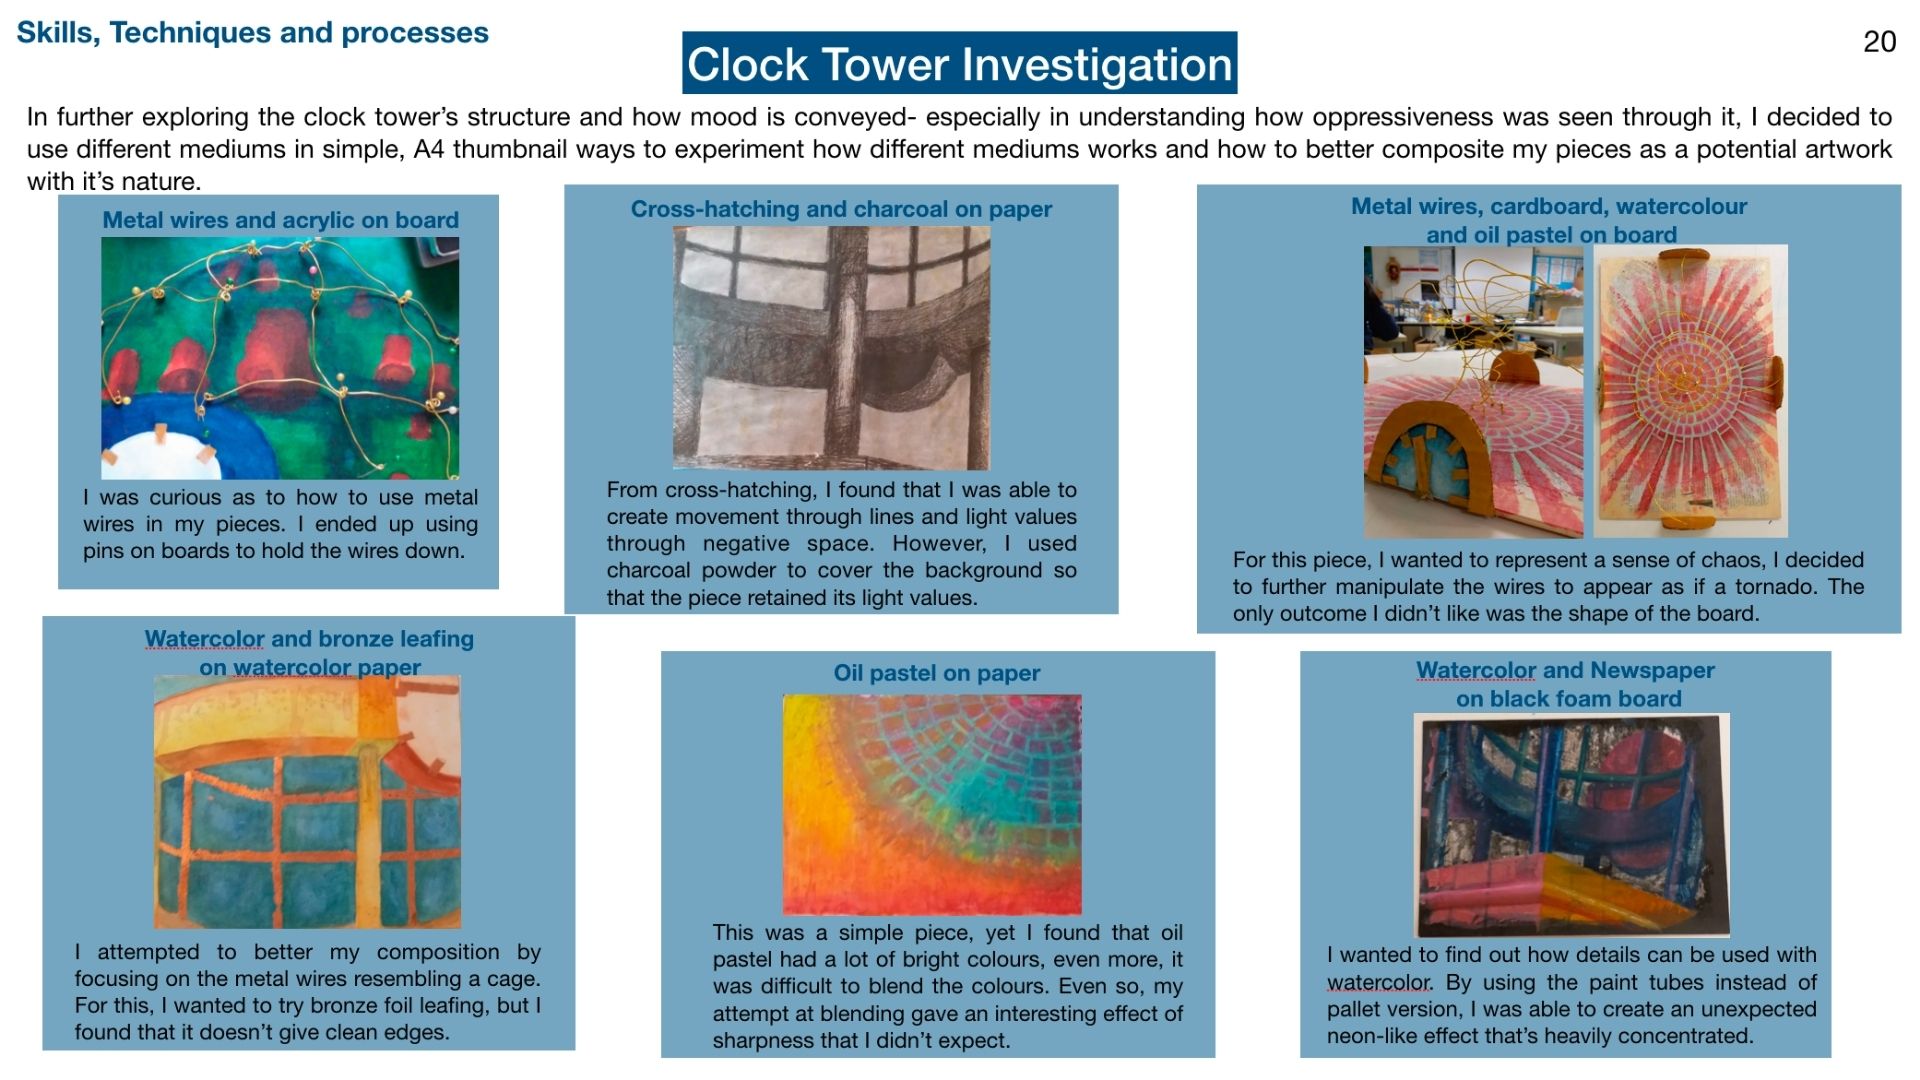 Skills, Techniques and processes
20
Clock Tower Investigation
In further exploring the clock tower's structure and how mood is conveyed- especially in understanding how oppressiveness was seen through it, I decided to
use different mediums in simple, A4 thumbnail ways to experiment how different mediums works and how to better composite my pieces as a potential artwork
with it's nature.
Metal wires and acrylic on board
I was curious as to how to use metal
wires in my pieces. I ended up using
pins on boards to hold the wires down.
Cross-hatching and charcoal on paper
From cross-hatching, I found that I was able to
create movement through lines and light values
through negative space. However, I used
charcoal powder to cover the background so
that the piece retained its light values.
Metal wires, cardboard, watercolour
and oil pastel on board
For this piece, I wanted to represent a sense of chaos, I decided
to further manipulate the wires to appear as if a tornado. The
only outcome I didn't like was the shape of the board.
Watercolor and bronze leafing
on watercolor paper
I attempted to better my composition by
focusing on the metal wires resembling a cage.
For this, I wanted to try bronze foil leafing, but I
found that it doesn't give clean edges.
Oil pastel on paper
This was a simple piece, yet I found that oil
pastel had a lot of bright colours, even more, it
was difficult to blend the colours. Even so, my
attempt at blending gave an interesting effect of
sharpness that I didn't expect.
Watercolor and Newspaper
on black foam board
I wanted to find out how details can be used with
watercolor. By using the paint tubes instead of
pallet version, I was able to create an unexpected
neon-like effect that's heavily concentrated.